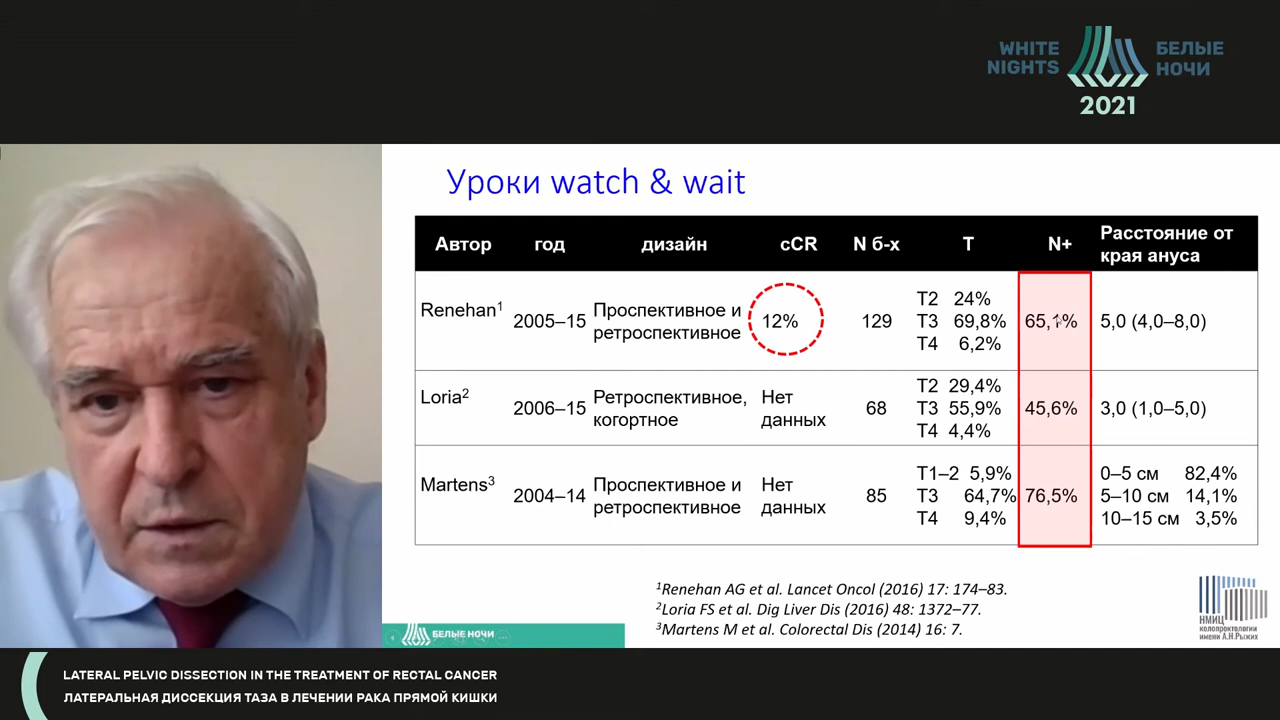 WHITE
NIGHTS
БЕЛЫЕ
НОЧИ
2021
Уроки watch & wait
Автор год дизайн cCR N б-х T N+ Расстояние от
края ануса
Renehan¹ 2005–15 Проспективное и
ретроспективное 12% 129 T2 24%
T3 69,8%
T4 6,2% 65,1% 5,0 (4,0–8,0)
Loria² 2006–15 Ретроспективное,
когортное Нет
данных 68 T2 29,4%
T3 55,9%
T4 4,4% 45,6% 3,0 (1,0–5,0)
Martens³ 2004–14 Проспективное и
ретроспективное Нет
данных 85 T1–2 5,9%
T3 64,7%
T4 9,4% 76,5% 0–5 см 82,4%
5–10 см 14,1%
10–15 см 3,5%
¹Renehan AG et al. Lancet Oncol (2016) 17: 174–83.
²Loria FS et al. Dig Liver Dis (2016) 48: 1372–77.
³Martens M et al. Colorectal Dis (2014) 16: 7.
НМИЦ
колопроктологии
имени А.Н.Рыжих
БЕЛЫЕ НОЧИ
LATERAL PELVIC DISSECTION IN THE TREATMENT OF RECTAL CANCER
ЛАТЕРАЛЬНАЯ ДИССЕКЦИЯ ТАЗА В ЛЕЧЕНИИ РАКА ПРЯМОЙ КИШКИ